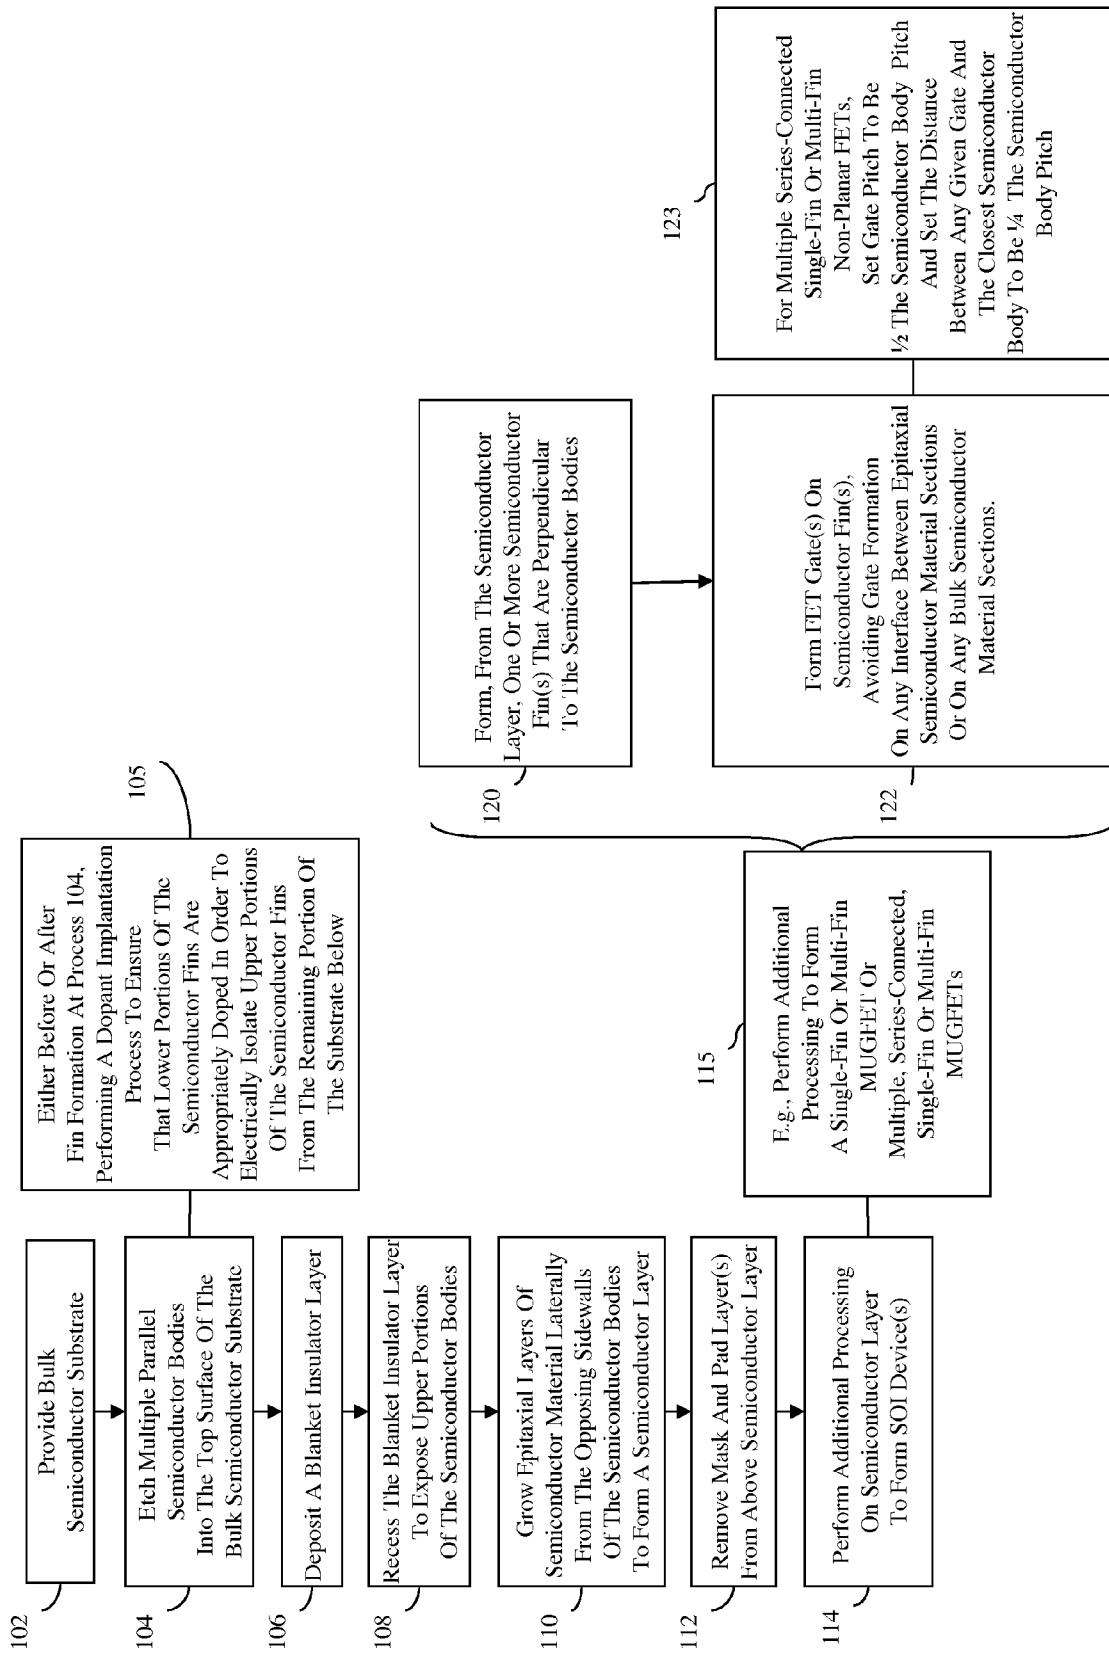 102
Provide Bulk
Semiconductor Substrate
104
Etch Multiple Parallel
Semiconductor Bodies
Into The Top Surface Of The
Bulk Semiconductor Substrate
105
Either Before Or After
Fin Formation At Process 104,
Performing A Dopant Implantation
Process To Ensure
That Lower Portions Of The
Semiconductor Fins Are
Appropriately Doped In Order To
Electrically Isolate Upper Portions
Of The Semiconductor Fins
From The Remaining Portion Of
The Substrate Below
106
Deposit A Blanket Insulator Layer
108
Recess The Blanket Insulator Layer
To Expose Upper Portions
Of The Semiconductor Bodies
110
Grow Epitaxial Layers Of
Semiconductor Material Laterally
From The Opposing Sidewalls
Of The Semiconductor Bodies
To Form A Semiconductor Layer
112
Remove Mask And Pad Layer(s)
From Above Semiconductor Layer
114
Perform Additional Processing
On Semiconductor Layer
To Form SOI Device(s)
115
E.g., Perform Additional
Processing To Form
A Single-Fin Or Multi-Fin
MUGFET Or
Multiple, Series-Connected,
Single-Fin Or Multi-Fin
MUGFETs
120
Form, From The Semiconductor
Layer, One Or More Semiconductor
Fin(s) That Are Perpendicular
To The Semiconductor Bodies
122
Form FET Gate(s) On
Semiconductor Fin(s),
Avoiding Gate Formation
On Any Interface Between Epitaxial
Semiconductor Material Sections
Or On Any Bulk Semiconductor
Material Sections.
123
For Multiple Series-Connected
Single-Fin Or Multi-Fin
Non-Planar FETs,
Set Gate Pitch To Be
½ The Semiconductor Body Pitch
And Set The Distance
Between Any Given Gate And
The Closest Semiconductor
Body To Be ¼ The Semiconductor
Body Pitch